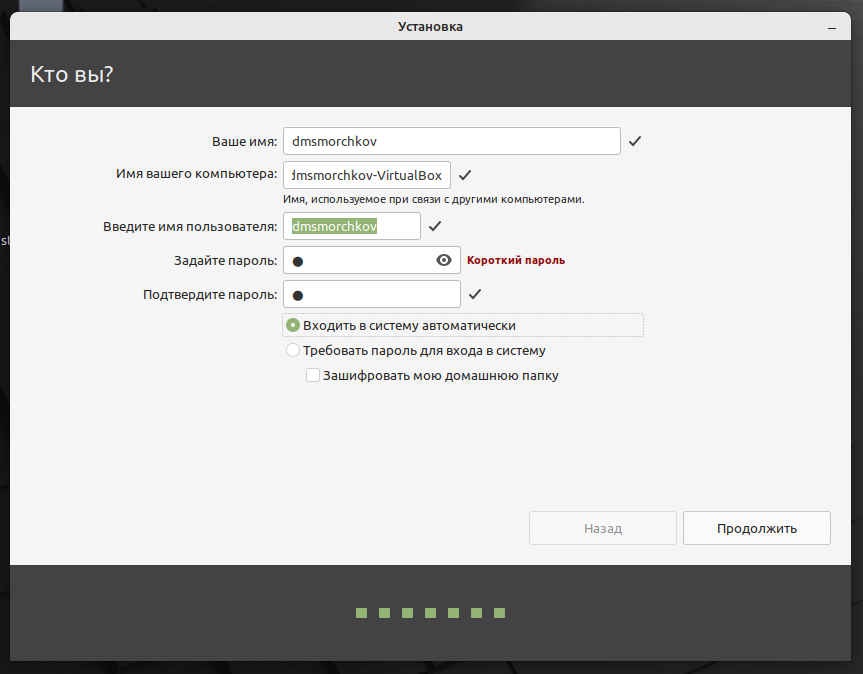 Установка
Кто вы?
Ваше имя: dmsmorchkov
Имя вашего компьютера: dmsmorchkov-VirtualBox
Имя, используемое при связи с другими компьютерами.
Введите имя пользователя: dmsmorchkov
Задайте пароль: ● Короткий пароль
Подтвердите пароль: ●
Входить в систему автоматически
Требовать пароль для входа в систему
Зашифровать мою домашнюю папку
Назад Продолжить